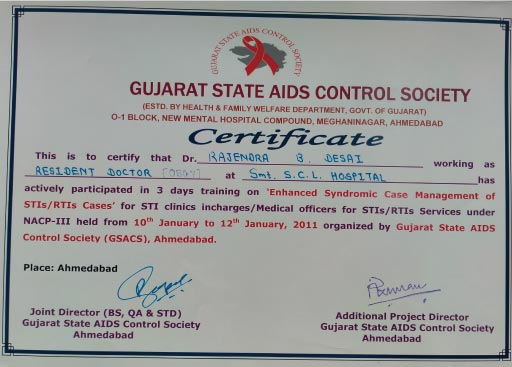 GUJARAT STATE AIDS CONTROL SOCIETY
GUJARAT STATE AIDS CONTROL SOCIETY
(ESTD. BY HEALTH & FAMILY WELFARE DEPARTMENT, GOVT. OF GUJARAT)
O-1 BLOCK, NEW MENTAL HOSPITAL COMPOUND, MEGHANINAGAR, AHMEDABAD
Certificate
This is to certify that Dr. RAJENDRA B. DESAI working as
RESIDENT DOCTOR [OBGY] at Smt. S.C.L. HOSPITAL has
actively participated in 3 days training on 'Enhanced Syndromic Case Management of
STIs/RTIs Cases' for STI clinics incharges/Medical officers for STIs/RTIs Services under
NACP-III held from 10th January to 12th January, 2011 organized by Gujarat State AIDS
Control Society (GSACS), Ahmedabad.
Place: Ahmedabad
Joint Director (BS, QA & STD)
Gujarat State AIDS Control Society
Ahmedabad
Additional Project Director
Gujarat State AIDS Control Society
Ahmedabad